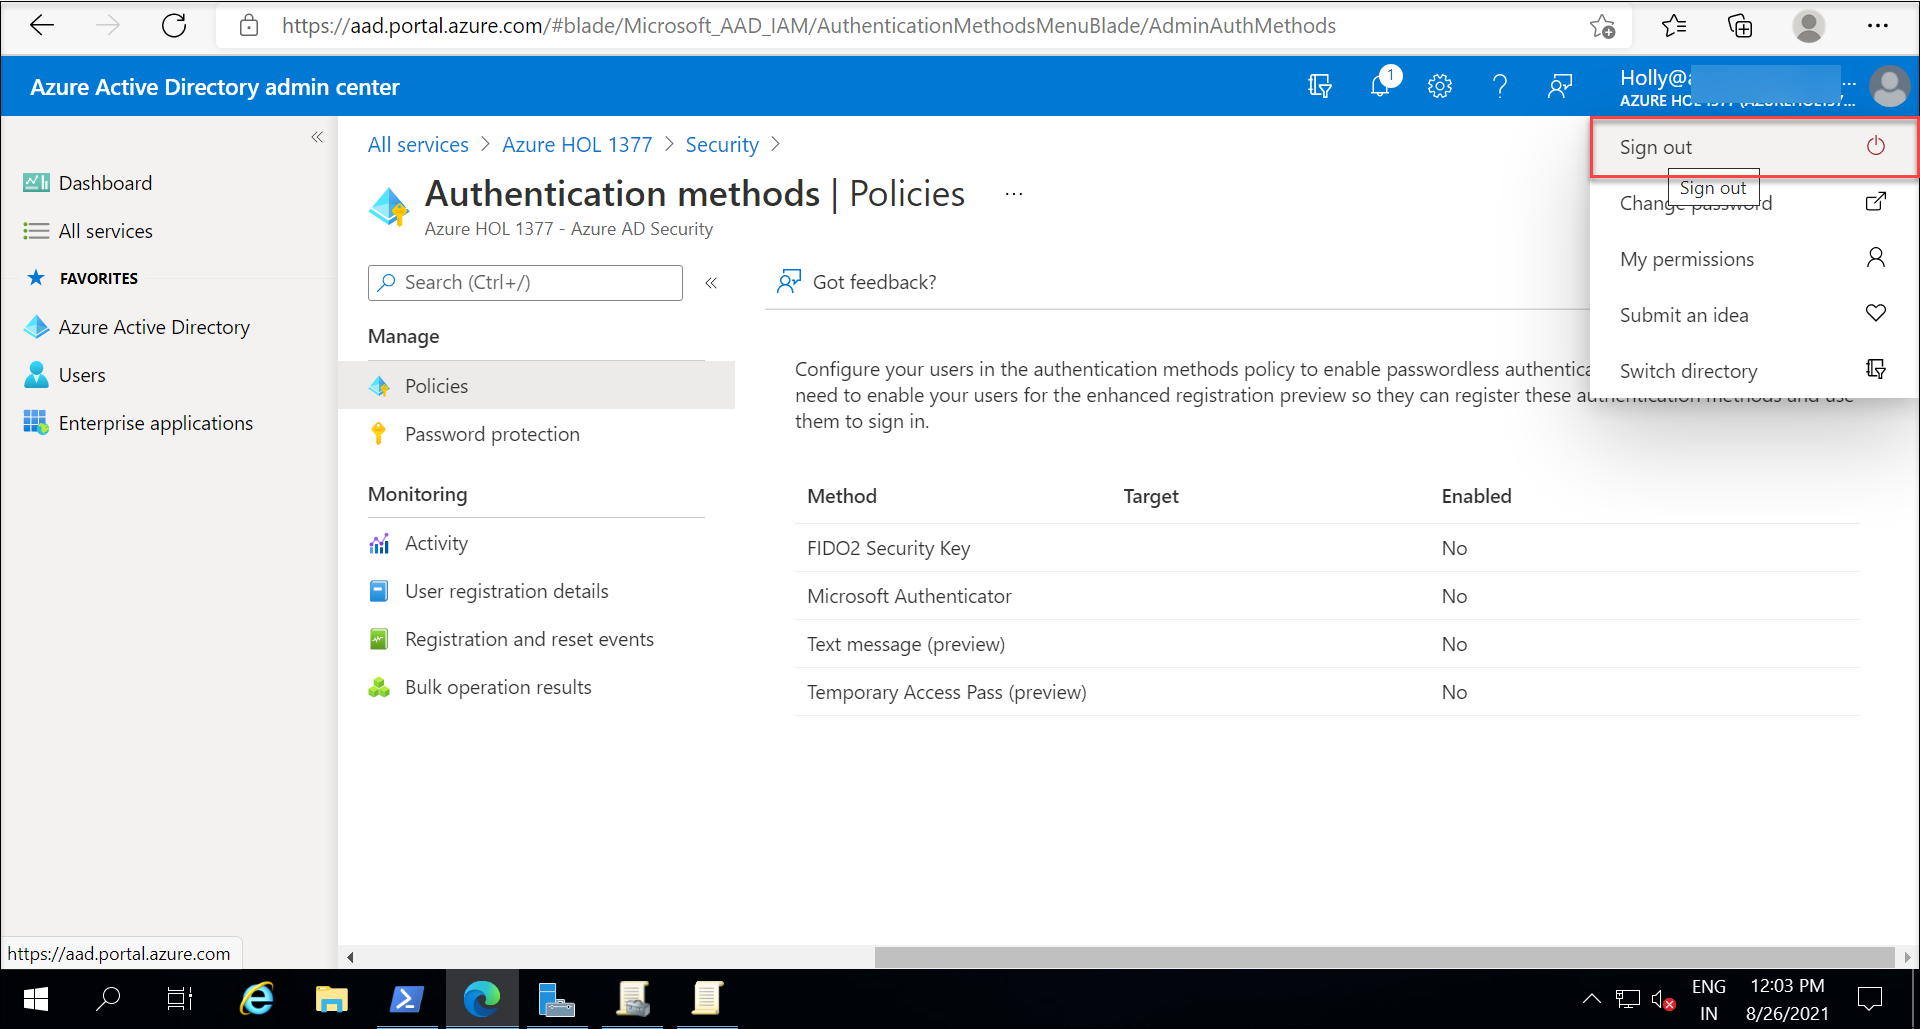 https://aad.portal.azure.com/#blade/Microsoft_AAD_IAM/AuthenticationMethodsMenuBlade/AdminAuthMethods
Azure Active Directory admin center
1
Holly@
...
AZURE HOL 1377
Sign out
Sign out
Change password
My permissions
Submit an idea
Switch directory
Dashboard
All services
FAVORITES
Azure Active Directory
Users
Enterprise applications
All services > Azure HOL 1377 > Security >
Authentication methods | Policies ...
Azure HOL 1377 - Azure AD Security
Search (Ctrl+/)
Got feedback?
Manage
Policies
Password protection
Monitoring
Activity
User registration details
Registration and reset events
Bulk operation results
Configure your users in the authentication methods policy to enable passwordless
need to enable your users for the enhanced registration preview so they can register these authentication methods and use
them to sign in.
Method Target Enabled
FIDO2 Security Key No
Microsoft Authenticator No
Text message (preview) No
Temporary Access Pass (preview) No
https://aad.portal.azure.com
ENG
IN
12:03 PM
8/26/2021